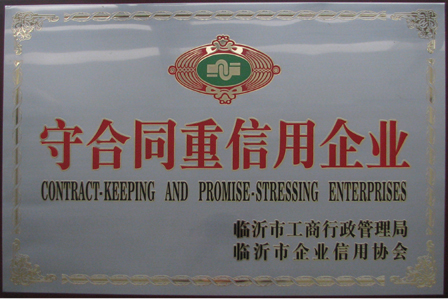 守合同重信用企业
CONTRACT-KEEPING AND PROMISE-STRESSING ENTERPRISES
临沂市工商行政管理局
临沂市企业信用协会